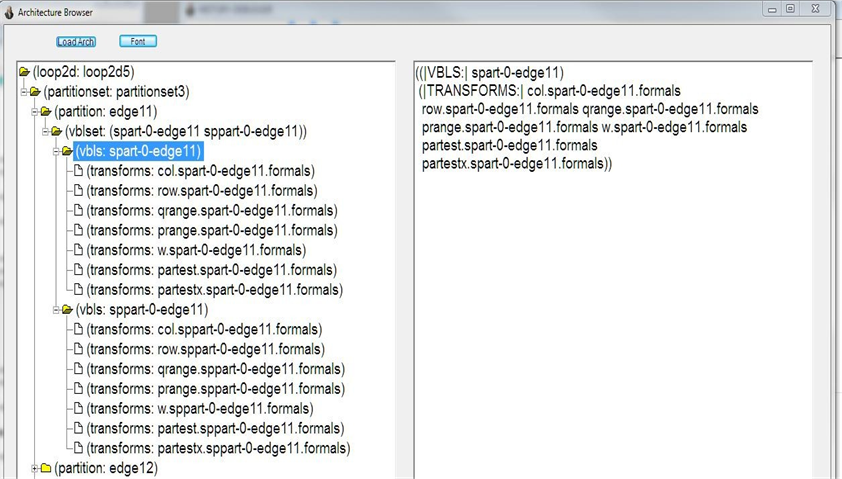 Architecture Browser
Load Arch
Font
(loop2d: loop2d5)
(partitionset: partitionset3)
(partition: edge11)
(vblset: (spart-0-edge11 sppart-0-edge11))
(vbls: spart-0-edge11)
(transforms: col.spart-0-edge11.formals)
(transforms: row.spart-0-edge11.formals)
(transforms: qrange.spart-0-edge11.formals)
(transforms: prange.spart-0-edge11.formals)
(transforms: w.spart-0-edge11.formals)
(transforms: partest.spart-0-edge11.formals)
(transforms: partestx.spart-0-edge11.formals)
(vbls: sppart-0-edge11)
(transforms: col.sppart-0-edge11.formals)
(transforms: row.sppart-0-edge11.formals)
(transforms: qrange.sppart-0-edge11.formals)
(transforms: prange.sppart-0-edge11.formals)
(transforms: w.sppart-0-edge11.formals)
(transforms: partest.sppart-0-edge11.formals)
(transforms: partestx.sppart-0-edge11.formals)
(partition: edge12)
((|VBLS:| spart-0-edge11)
(|TRANSFORMS:| col.spart-0-edge11.formals
row.spart-0-edge11.formals qrange.spart-0-edge11.formals
prange.spart-0-edge11.formals w.spart-0-edge11.formals
partest.spart-0-edge11.formals
partestx.spart-0-edge11.formals))